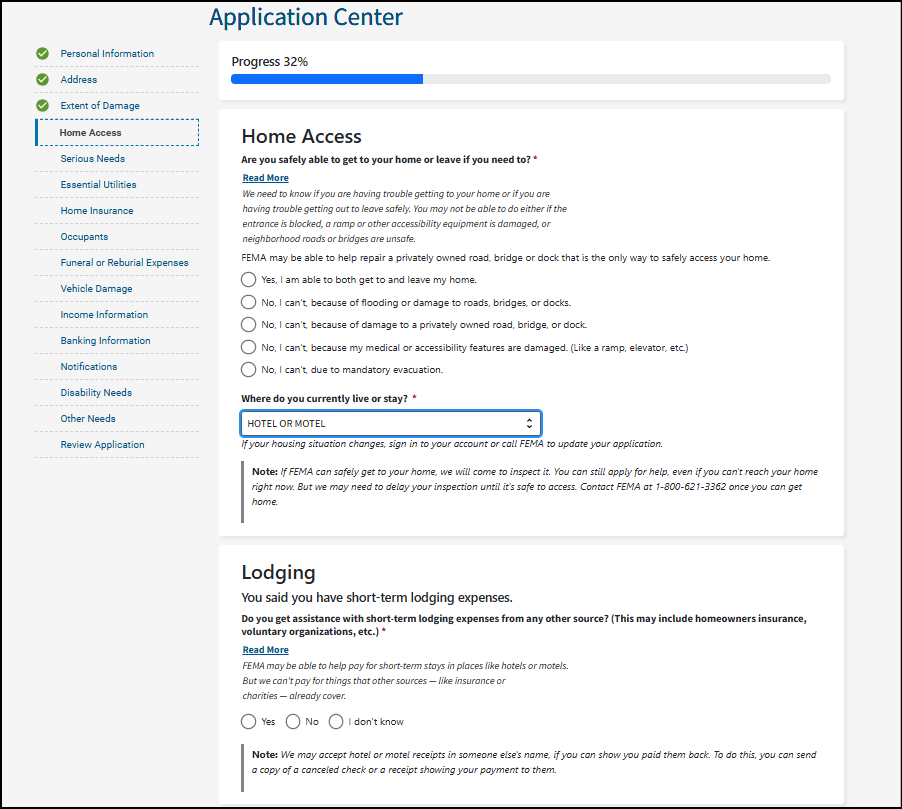 Application Center
Personal Information
Address
Extent of Damage
Home Access
Serious Needs
Essential Utilities
Home Insurance
Occupants
Funeral or Reburial Expenses
Vehicle Damage
Income Information
Banking Information
Notifications
Disability Needs
Other Needs
Review Application
Progress 32%
Home Access
Are you safely able to get to your home or leave if you need to? *
Read More
We need to know if you are having trouble getting to your home or if you are
having trouble getting out to leave safely. You may not be able to do either if the
entrance is blocked, a ramp or other accessibility equipment is damaged, or
neighborhood roads or bridges are unsafe.
FEMA may be able to help repair a privately owned road, bridge or dock that is the only way to safely access your home.
Yes, I am able to both get to and leave my home.
No, I can't, because of flooding or damage to roads, bridges, or docks.
No, I can't, because of damage to a privately owned road, bridge, or dock.
No, I can't, because my medical or accessibility features are damaged. (Like a ramp, elevator, etc.)
No, I can't, due to mandatory evacuation.
Where do you currently live or stay? *
HOTEL OR MOTEL
If your housing situation changes, sign in to your account or call FEMA to update your application.
Note: If FEMA can safely get to your home, we will come to inspect it. You can still apply for help, even if you can't reach your home
right now. But we may need to delay your inspection until it's safe to access. Contact FEMA at 1-800-621-3362 once you can get
home.
Lodging
You said you have short-term lodging expenses.
Do you get assistance with short-term lodging expenses from any other source? (This may include homeowners insurance,
voluntary organizations, etc.) *
Read More
FEMA may be able to help pay for short-term stays in places like hotels or motels.
But we can't pay for things that other sources — like insurance or
charities — already cover.
Yes No I don't know
Note: We may accept hotel or motel receipts in someone else's name, if you can show you paid them back. To do this, you can send
a copy of a canceled check or a receipt showing your payment to them.